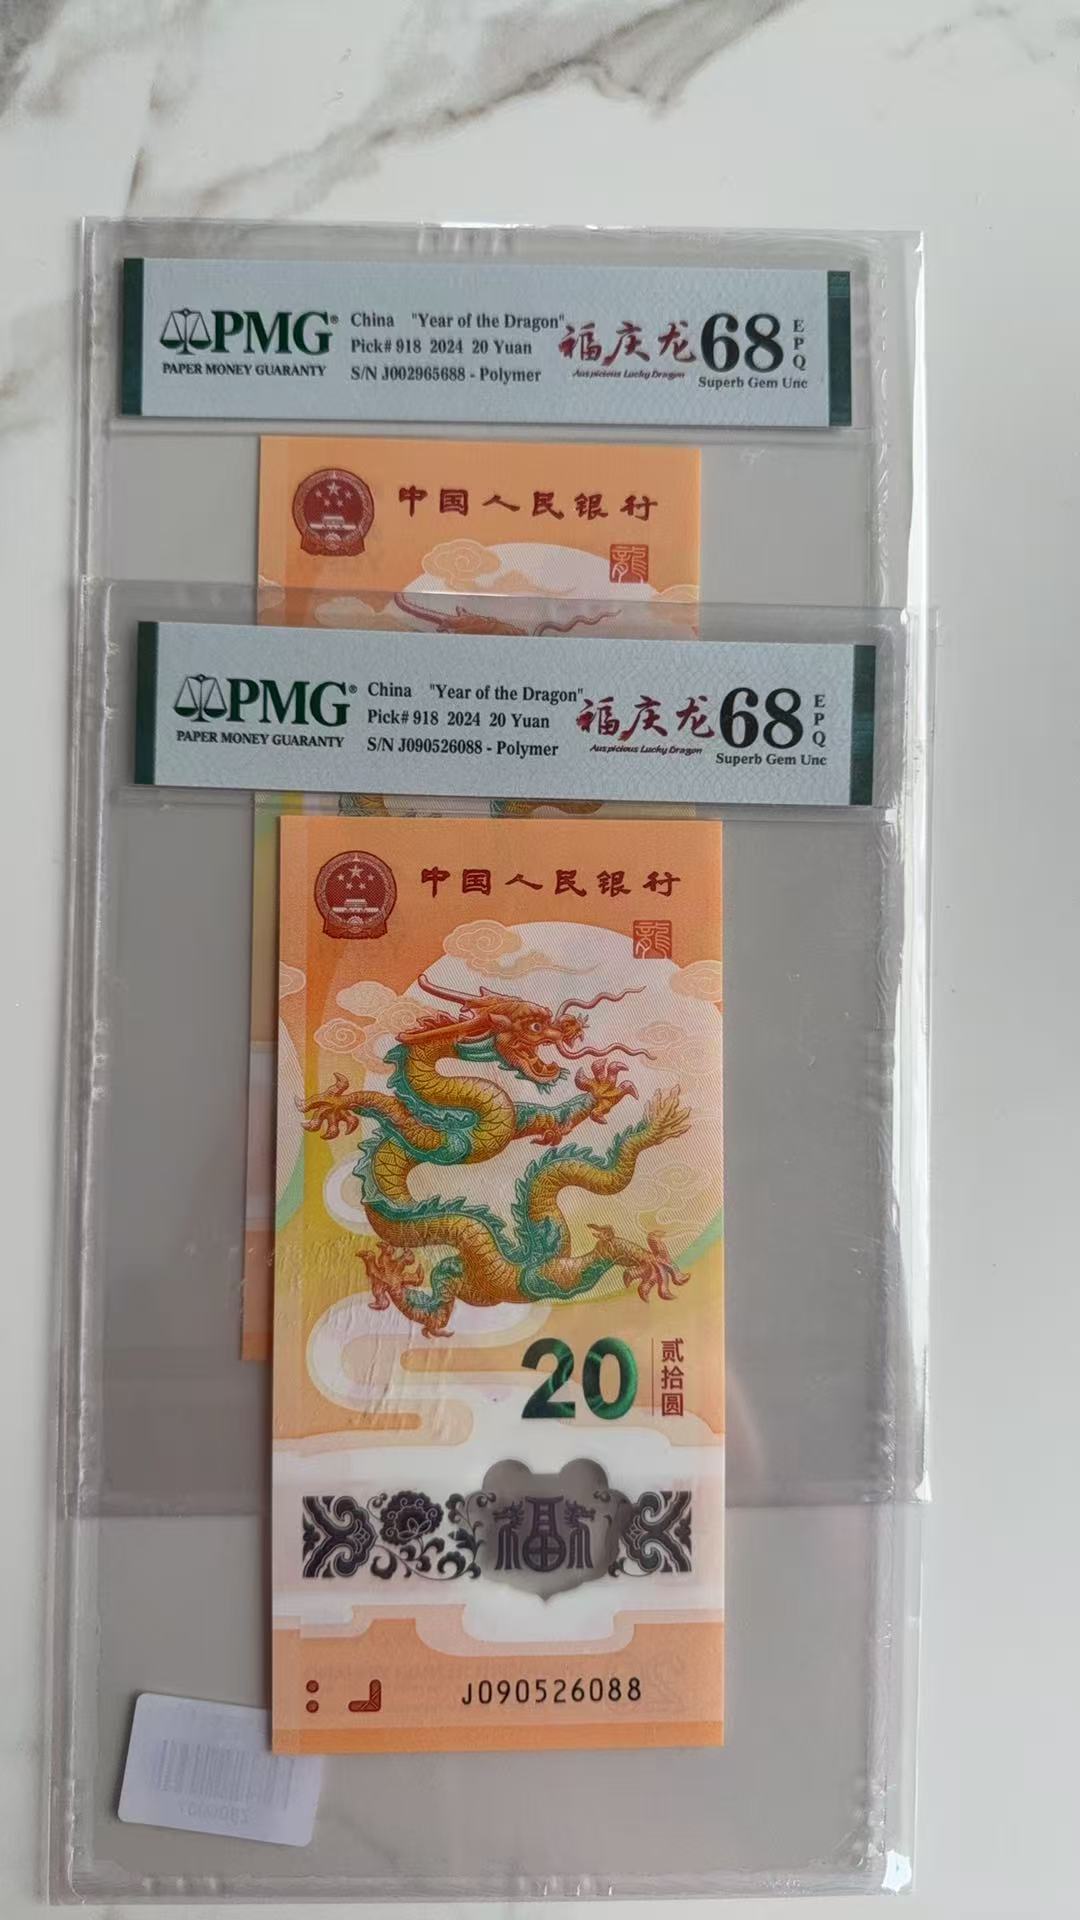 PMG®
PAPER MONEY GUARANTY
China "Year of the Dragon"
Pick# 918 2024 20 Yuan
S/N J002965688 - Polymer
福庆龙
Auspicious Lucky Dragon
68
EPQ
Superb Gem Unc
中国人民银行
龍
PMG®
PAPER MONEY GUARANTY
China "Year of the Dragon"
Pick# 918 2024 20 Yuan
S/N J090526088 - Polymer
福庆龙
Auspicious Lucky Dragon
68
EPQ
Superb Gem Unc
中国人民银行
龍
20
贰拾圆
福
J090526088